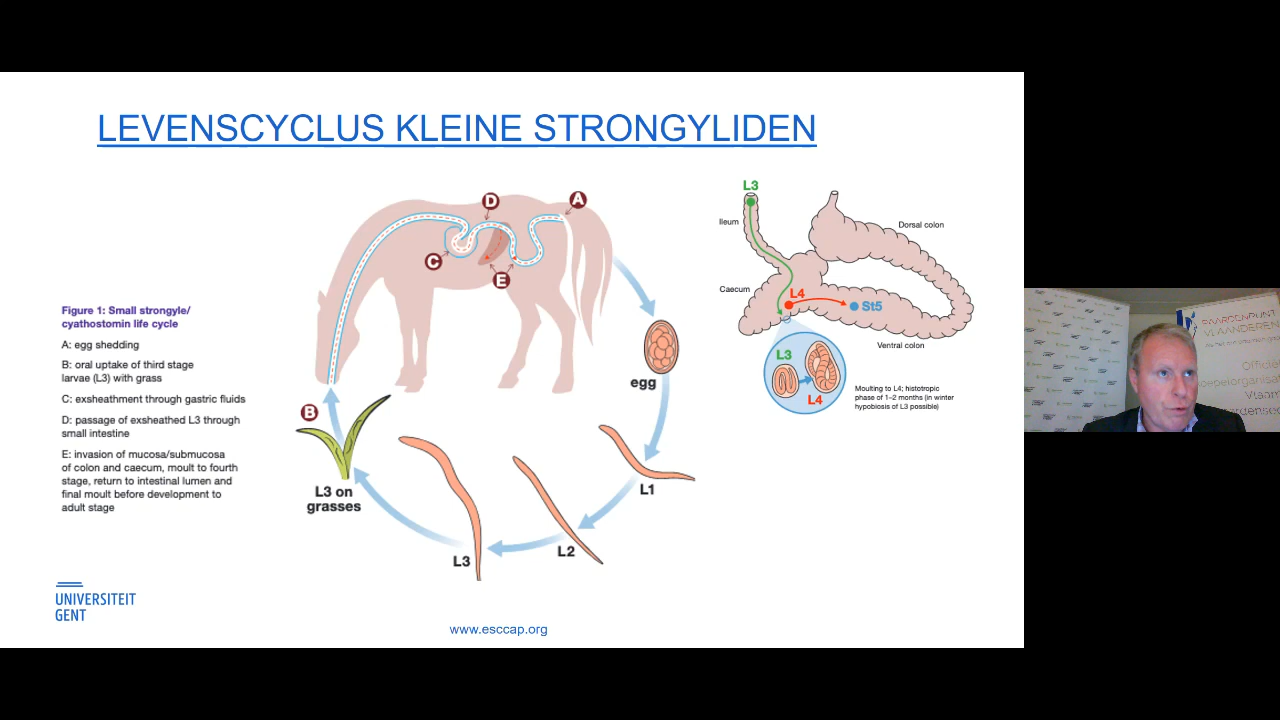 LEVENSCYCLUS KLEINE STRONGYLIDEN
Figure 1: Small strongyle/
cyathostomin life cycle
A: egg shedding
B: oral uptake of third stage
larvae (L3) with grass
C: exsheathment through gastric fluids
D: passage of exsheathed L3 through
small intestine
E: invasion of mucosa/submucosa
of colon and caecum, moult to fourth
stage, return to intestinal lumen and
final moult before development to
adult stage
A
D
C
E
B
egg
L1
L2
L3
L3 on
grasses
L3
Ileum
Dorsal colon
Caecum
L4
St5
Ventral colon
L3
L4
Moulting to L4; histotropic
phase of 1–2 months (in winter
hypobiosis of L3 possible)
UNIVERSITEIT
GENT
www.esccap.org
VLAANDEREN
Officie